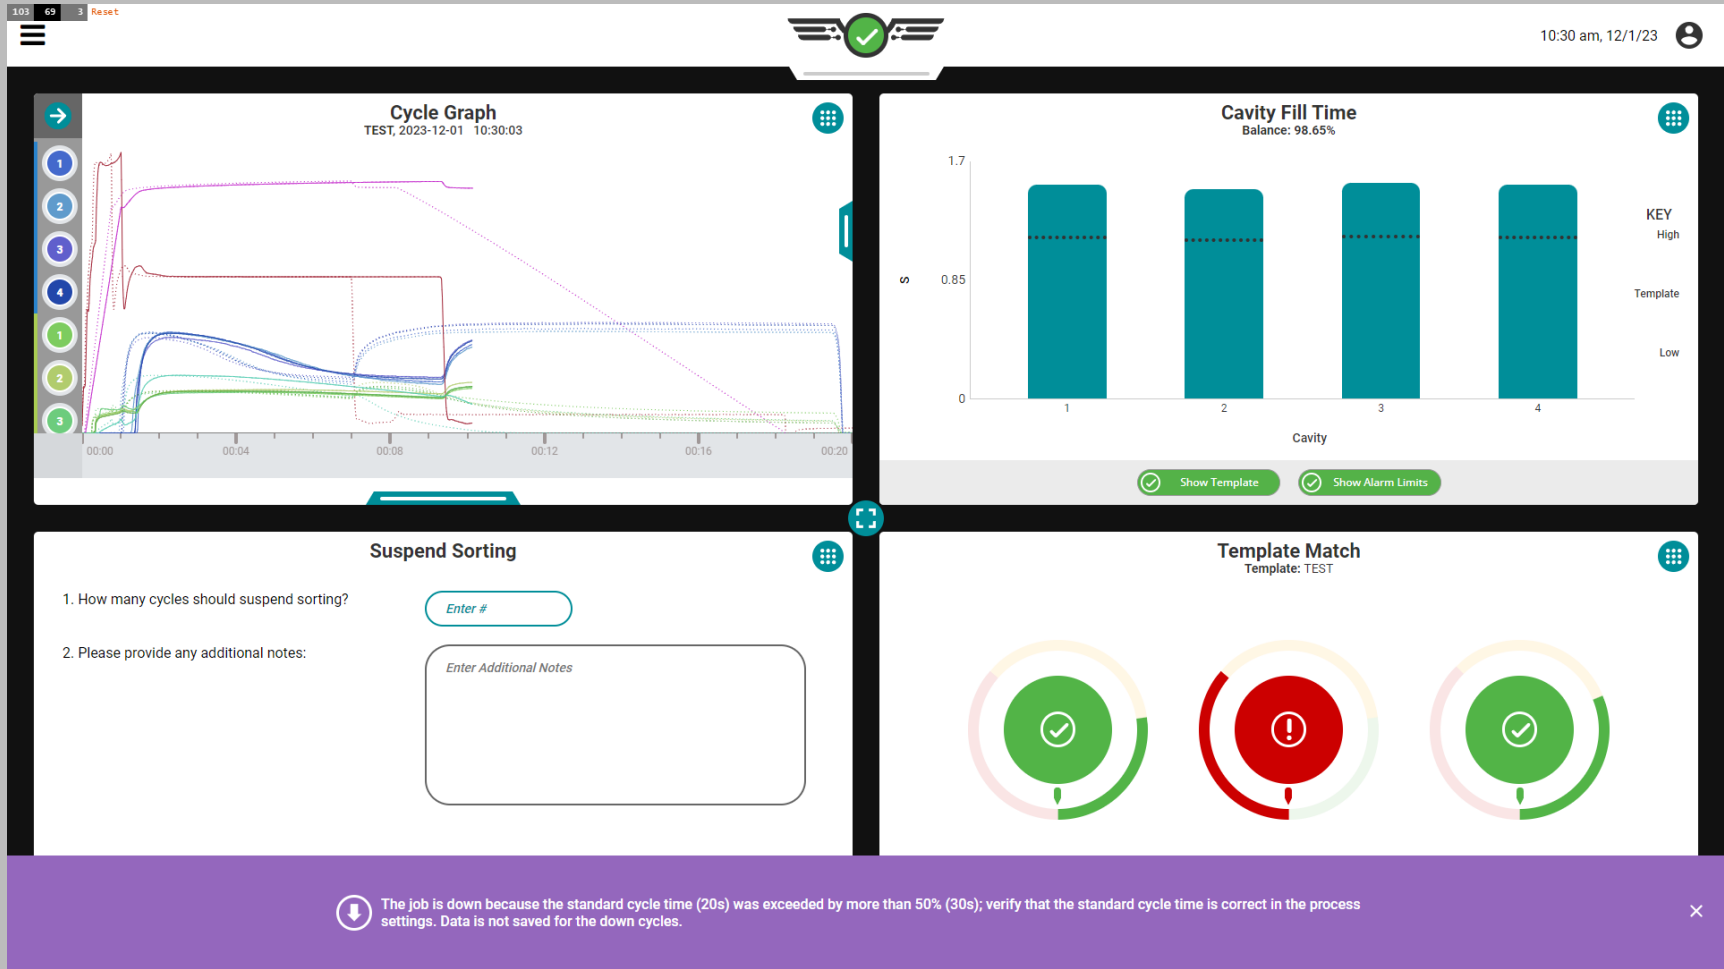 103 69 3 Reset
10:30 am, 12/1/23
Cycle Graph
TEST, 2023-12-01 10:30:03
1
2
3
4
1
2
3
00:00 00:04 00:08 00:12 00:16 00:20
Cavity Fill Time
Balance: 98.65%
1.7
0.85
0
S
1 2 3 4
Cavity
KEY
High
Template
Low
Show Template
Show Alarm Limits
Suspend Sorting
1. How many cycles should suspend sorting?
Enter #
2. Please provide any additional notes:
Enter Additional Notes
Template Match
Template: TEST
The job is down because the standard cycle time (20s) was exceeded by more than 50% (30s); verify that the standard cycle time is correct in the process
settings. Data is not saved for the down cycles.